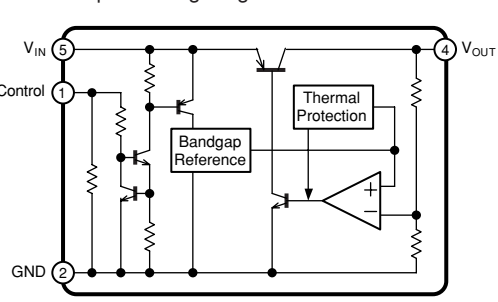 VIN 5
4 VOUT
Control 1
Thermal
Protection
Bandgap
Reference
+
−
GND 2